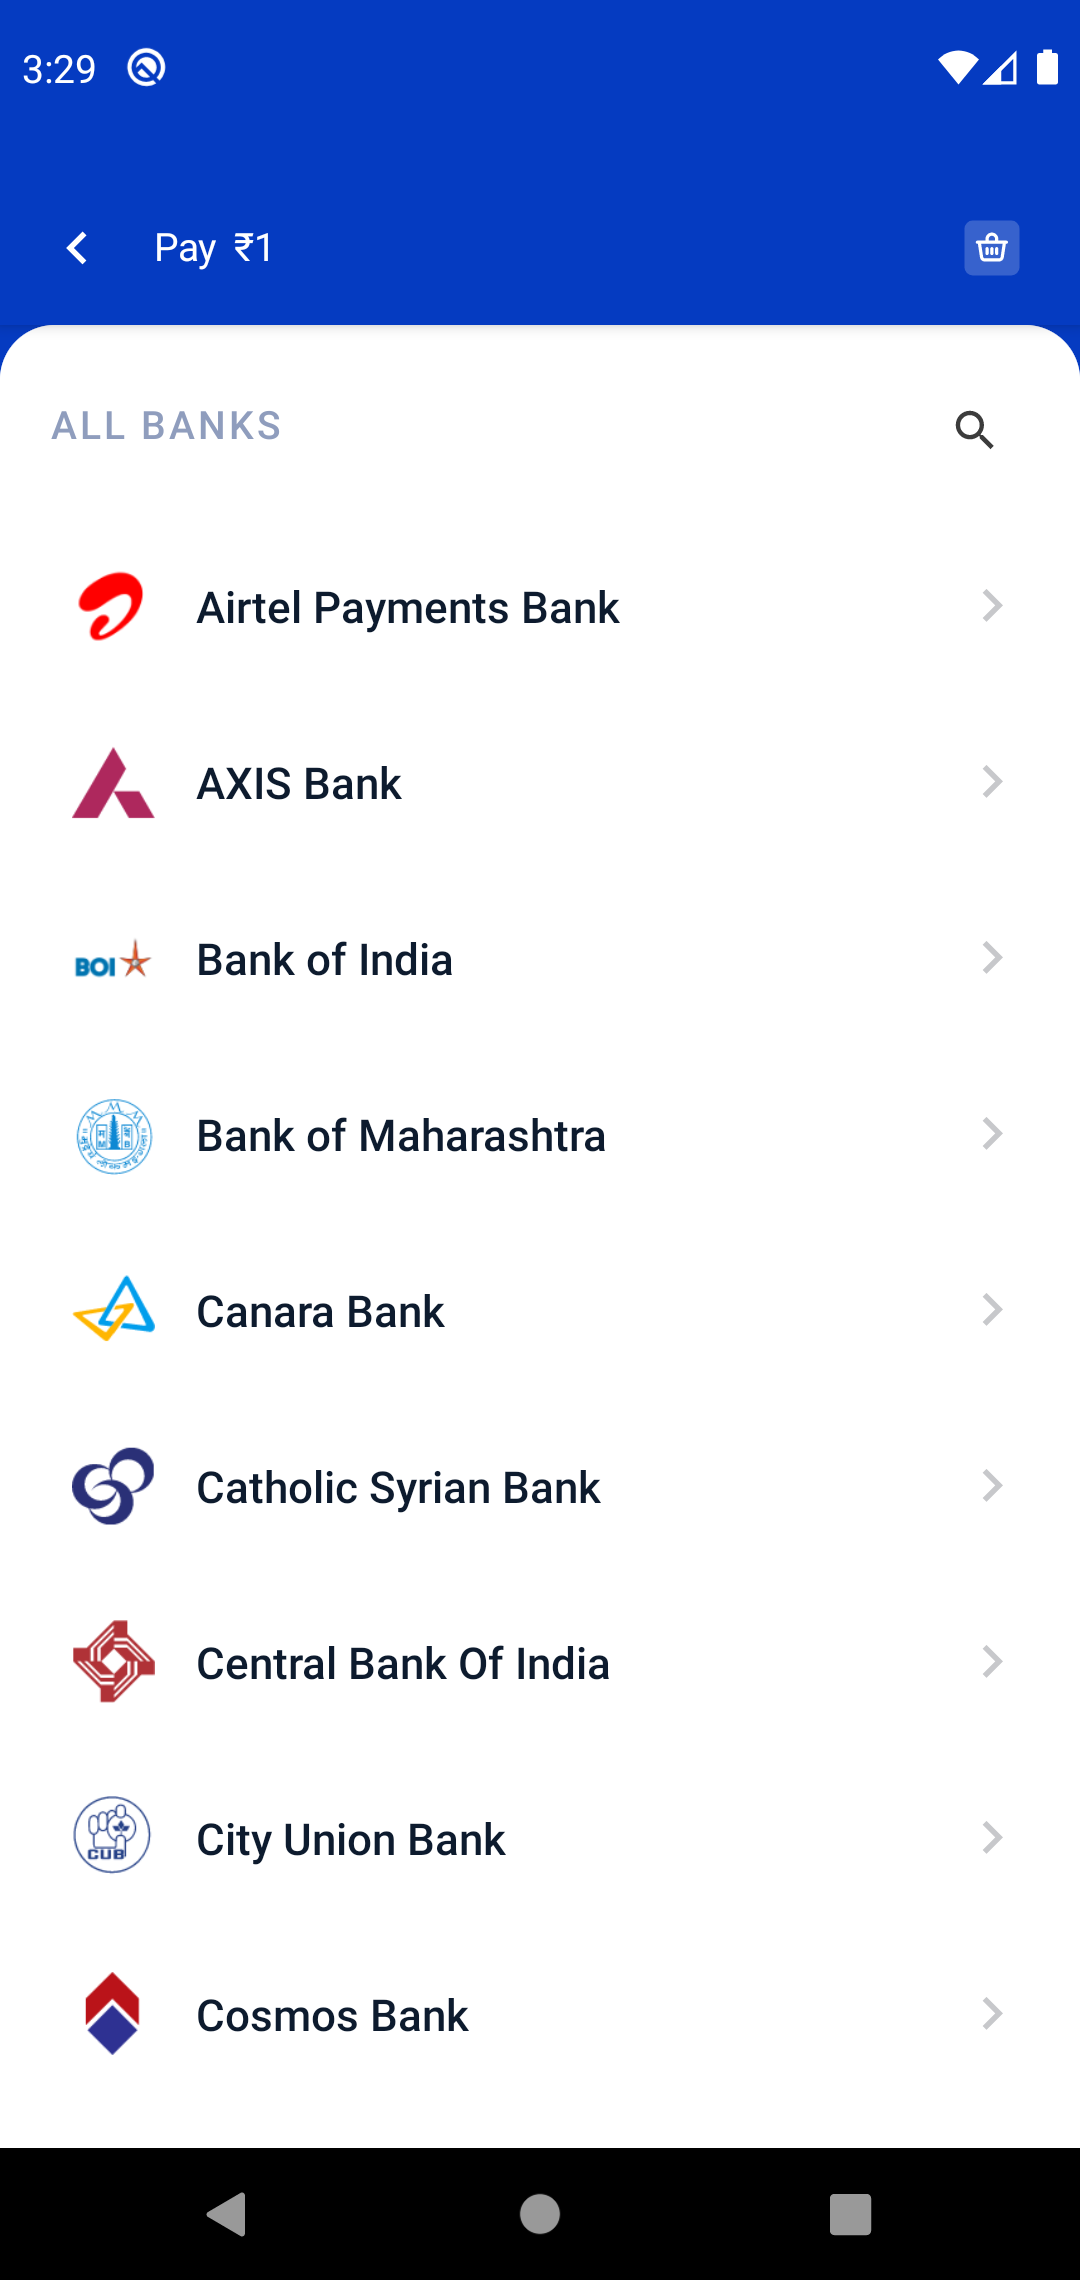 3:29
Pay ₹1
ALL BANKS
Airtel Payments Bank
AXIS Bank
BOI
Bank of India
Bank of Maharashtra
Canara Bank
Catholic Syrian Bank
Central Bank Of India
CUB
City Union Bank
Cosmos Bank